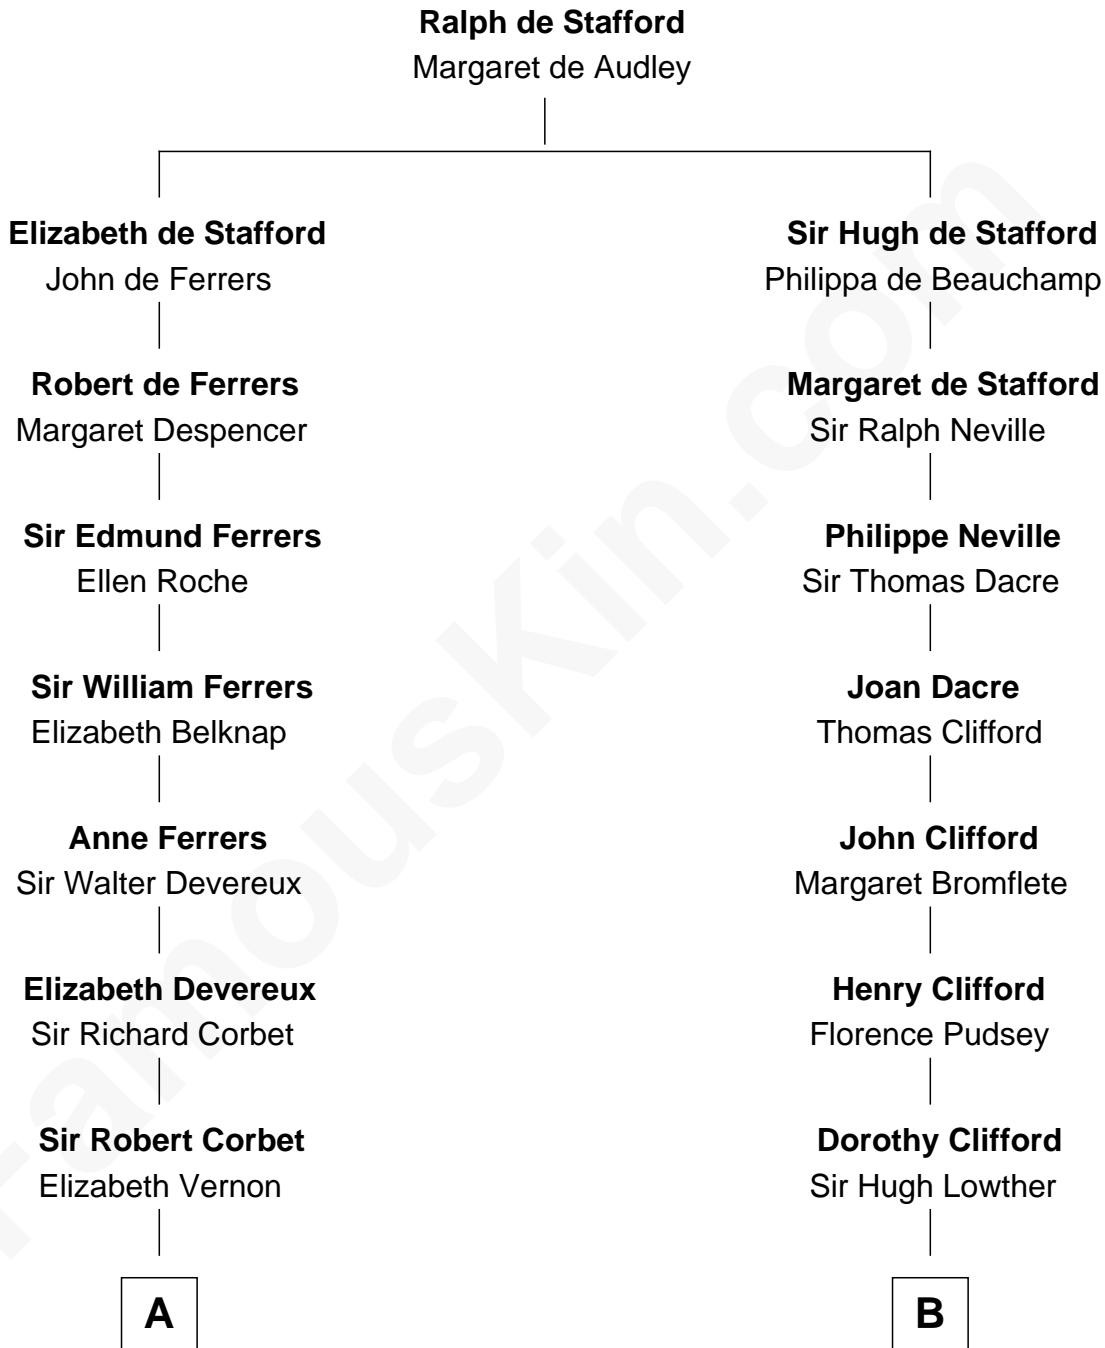 Ralph de Stafford
Margaret de Audley
Elizabeth de Stafford
John de Ferrers
Sir Hugh de Stafford
Philippa de Beauchamp
Robert de Ferrers
Margaret Despencer
Margaret de Stafford
Sir Ralph Neville
Sir Edmund Ferrers
Ellen Roche
Philippe Neville
Sir Thomas Dacre
Sir William Ferrers
Elizabeth Belknap
Joan Dacre
Thomas Clifford
Anne Ferrers
Sir Walter Devereux
John Clifford
Margaret Bromflete
Elizabeth Devereux
Sir Richard Corbet
Henry Clifford
Florence Pudsey
Sir Robert Corbet
Elizabeth Vernon
Dorothy Clifford
Sir Hugh Lowther
A
B
FamousKin.com